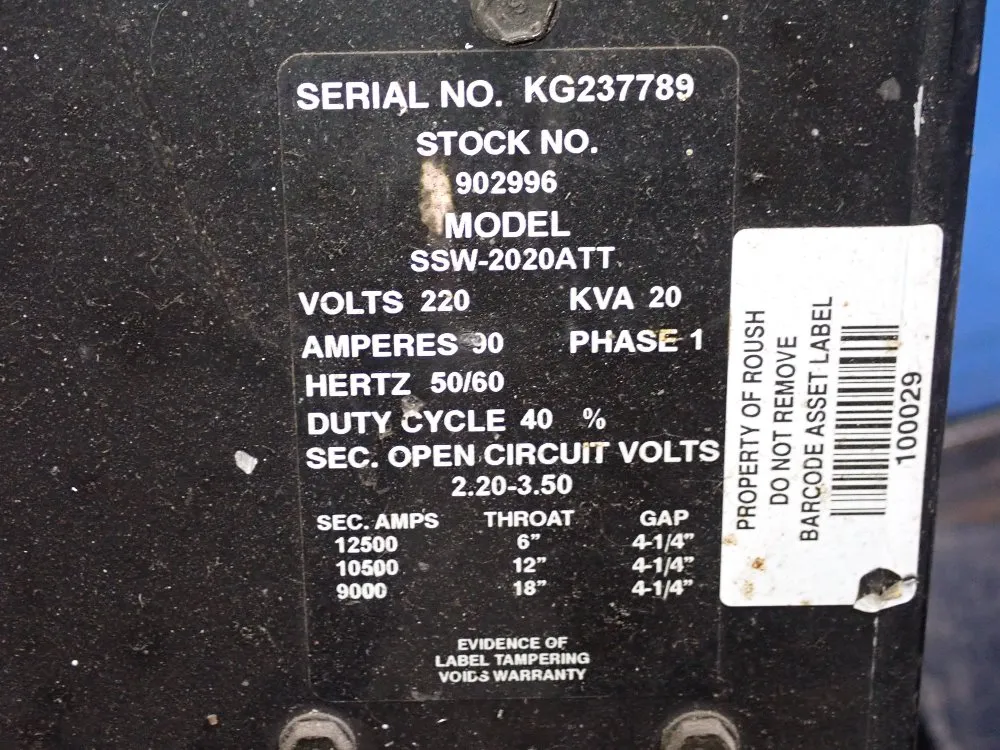 SERIAL NO. KG237789
STOCK NO.
902996
MODEL
SSW-2020ATT
VOLTS 220 KVA 20
AMPERES 90 PHASE 1
HERTZ 50/60
DUTY CYCLE 40 %
SEC. OPEN CIRCUIT VOLTS
2.20-3.50
SEC. AMPS THROAT GAP
12500 6” 4-1/4”
10500 12” 4-1/4”
9000 18” 4-1/4”
EVIDENCE OF
LABEL TAMPERING
VOIDS WARRANTY
PROPERTY OF ROUSH
DO NOT REMOVE
BARCODE ASSET LABEL
100029